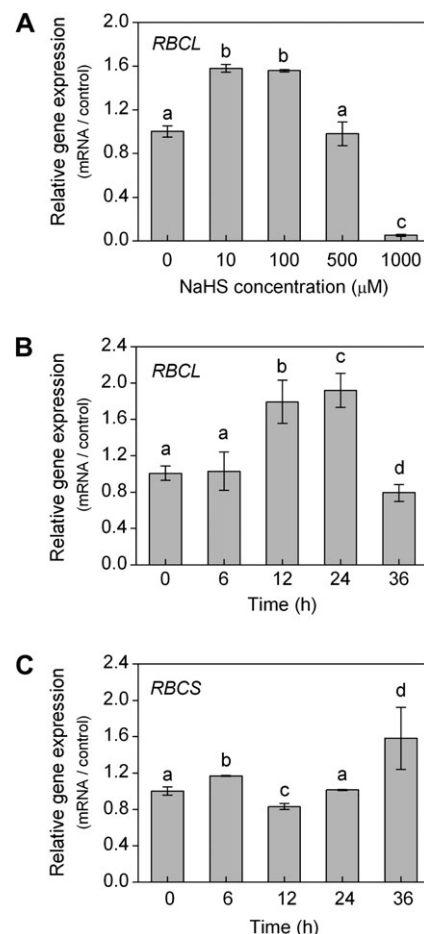 A
RBCL
Relative gene expression
(mRNA / control)
2.0
1.6
1.2
0.8
0.4
0.0
a
b
b
a
c
0
10
100
500
1000
NaHS concentration (μM)
B
RBCL
Relative gene expression
(mRNA / control)
2.4
2.0
1.6
1.2
0.8
0.4
0.0
a
a
b
c
d
0
6
12
24
36
Time (h)
C
RBCS
Relative gene expression
(mRNA / control)
2.4
2.0
1.6
1.2
0.8
0.4
0.0
a
b
c
a
d
0
6
12
24
36
Time (h)